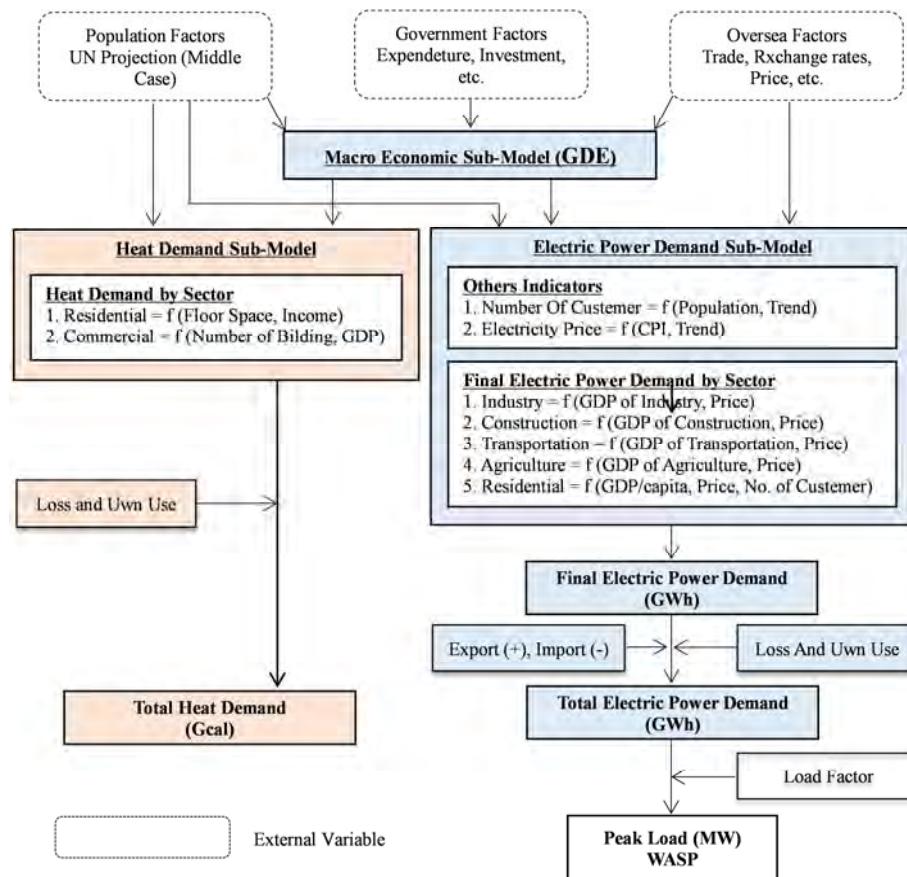 Population Factors
UN Projection (Middle
Case)
Government Factors
Expendeture, Investment,
etc.
Oversea Factors
Trade, Rxchange rates,
Price, etc.
Macro Economic Sub-Model (GDE)
Heat Demand Sub-Model
Heat Demand by Sector
1. Residential = f (Floor Space, Income)
2. Commercial = f (Number of Bilding, GDP)
Electric Power Demand Sub-Model
Others Indicators
1. Number Of Custemer = f (Population, Trend)
2. Electricity Price = f (CPI, Trend)
Final Electric Power Demand by Sector
1. Industry = f (GDP of Industry, Price)
2. Construction = f (GDP of Construction, Price)
3. Transportation = f (GDP of Transportation, Price)
4. Agriculture = f (GDP of Agriculture, Price)
5. Residential = f (GDP/capita, Price, No. of Custemer)
Loss and Uwn Use
Final Electric Power Demand
(GWh)
Export (+), Import (-)
Loss And Uwn Use
Total Heat Demand
(Gcal)
Total Electric Power Demand
(GWh)
Load Factor
External Variable
Peak Load (MW)
WASP